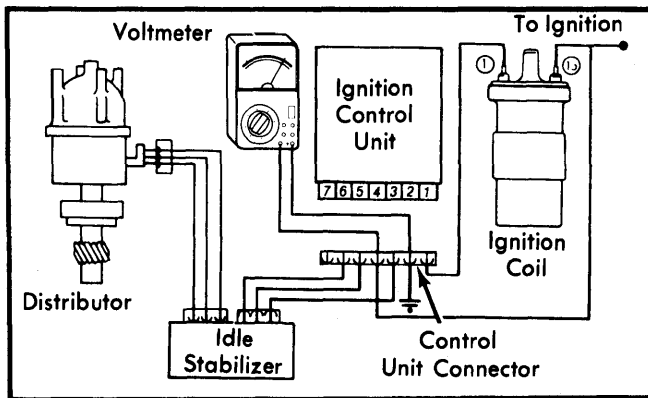 Voltmeter
To Ignition
Ignition
Control
Unit
1
15
7 6 5 4 3 2 1
Ignition
Coil
Distributor
Idle
Stabilizer
Control
Unit Connector